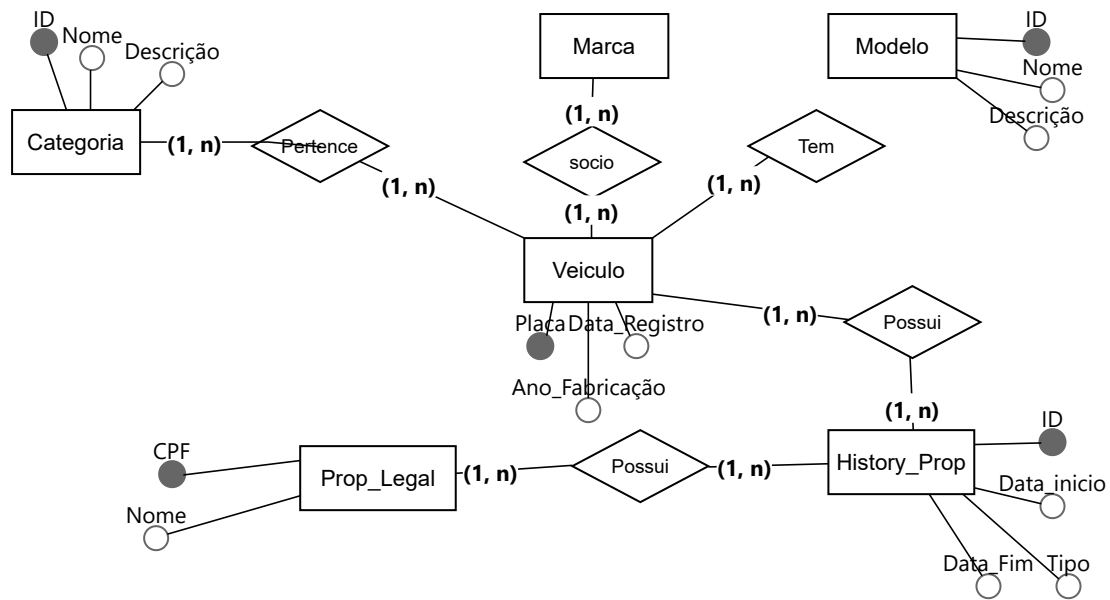 ID
Nome
Descrição
Categoria
(1, n)
Pertence
(1, n)
Marca
(1, n)
socio
(1, n)
Modelo
ID
Nome
Descrição
Tem
(1, n)
Veiculo
Placa
Data_Registro
Ano_Fabricação
(1, n)
Possui
(1, n)
CPF
Nome
Prop_Legal
(1, n)
Possui
(1, n)
History_Prop
ID
Data_inicio
Data_Fim
Tipo